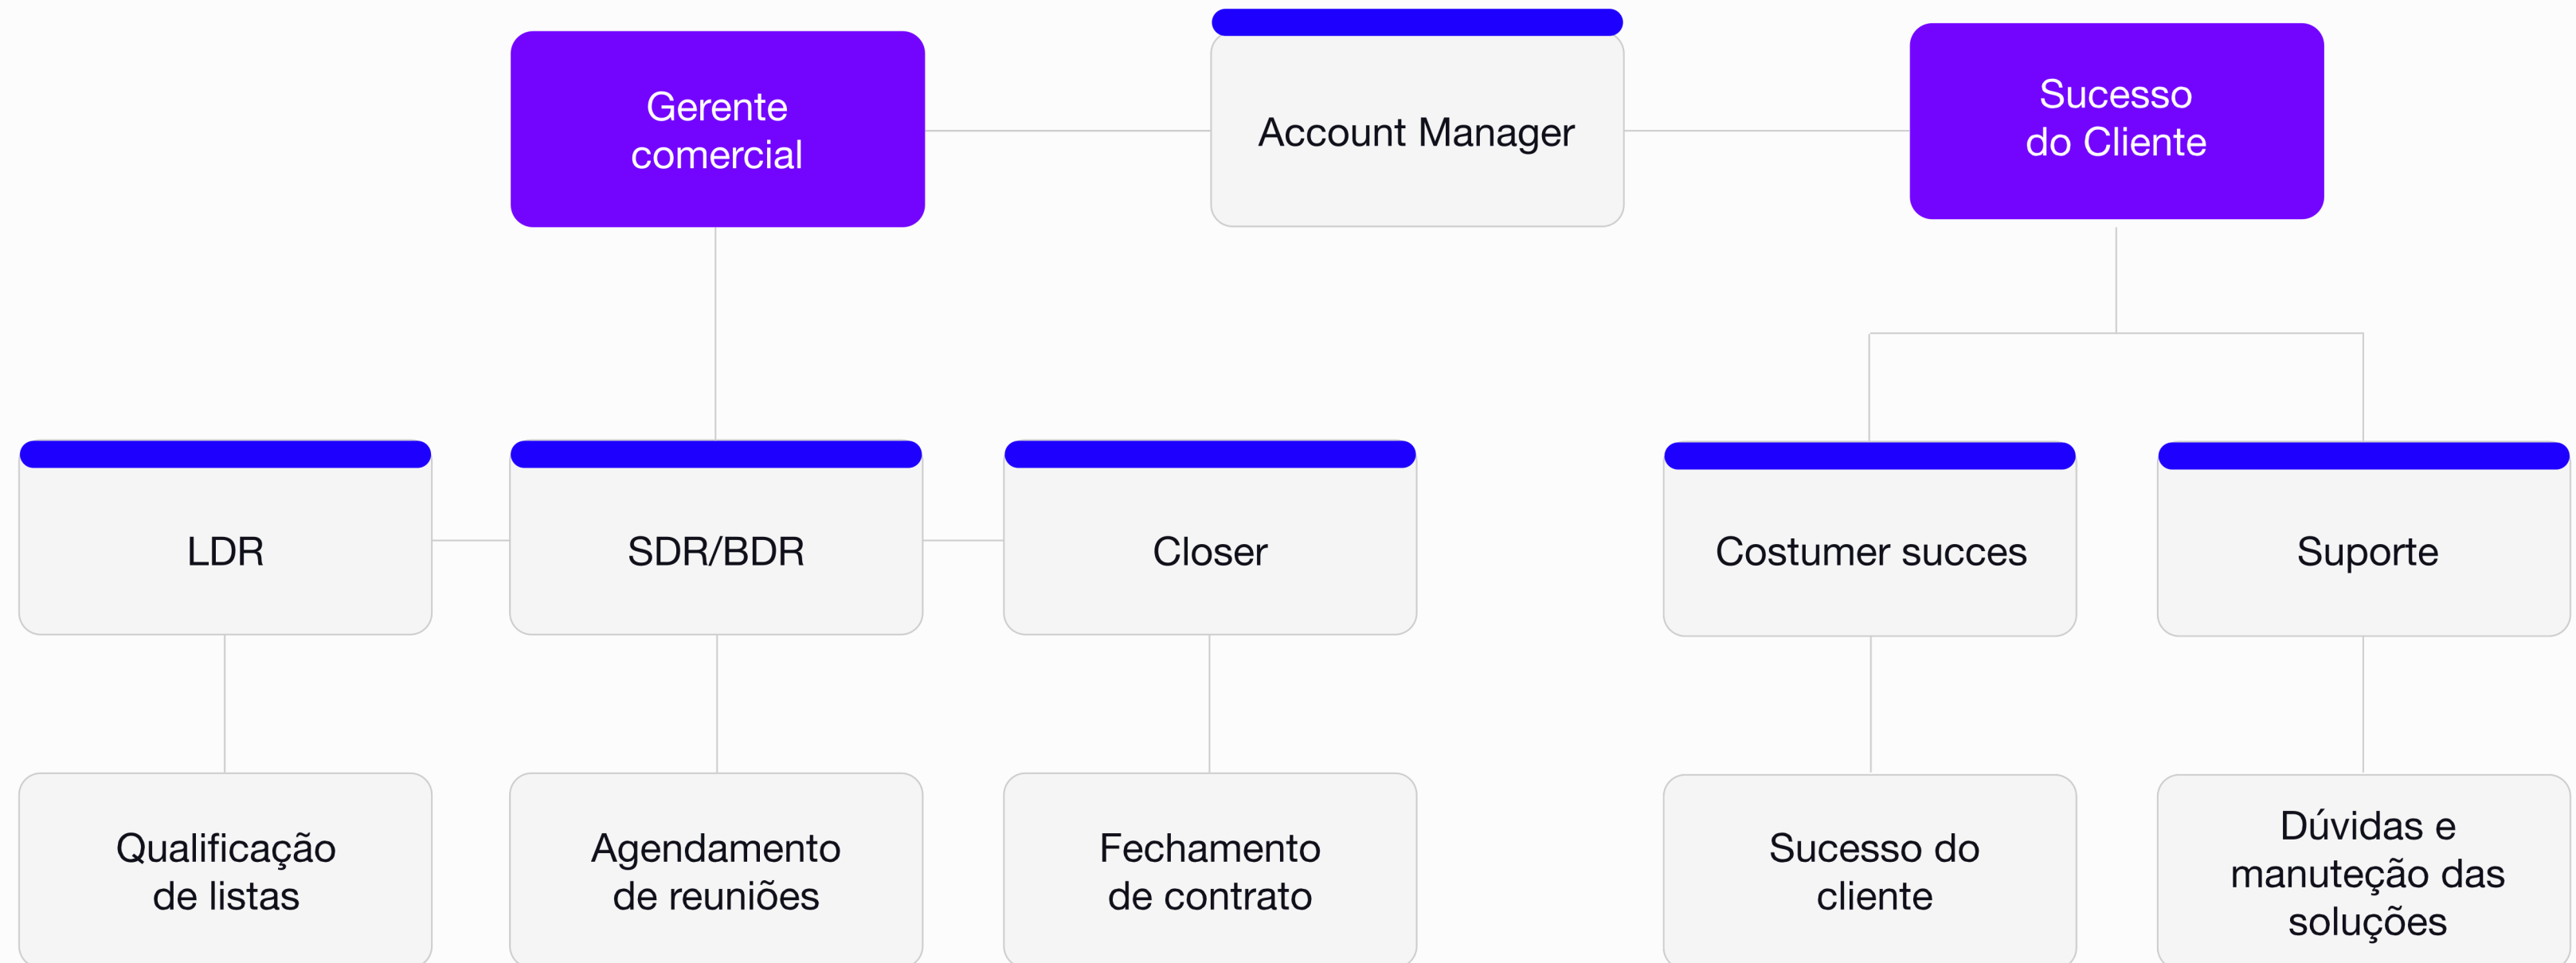 Gerente
comercial
Account Manager
Sucesso
do Cliente
LDR
SDR/BDR
Closer
Costumer succes
Suporte
Qualificação
de listas
Agendamento
de reuniões
Fechamento
de contrato
Sucesso do
cliente
Dúvidas e
manuteção das
soluções